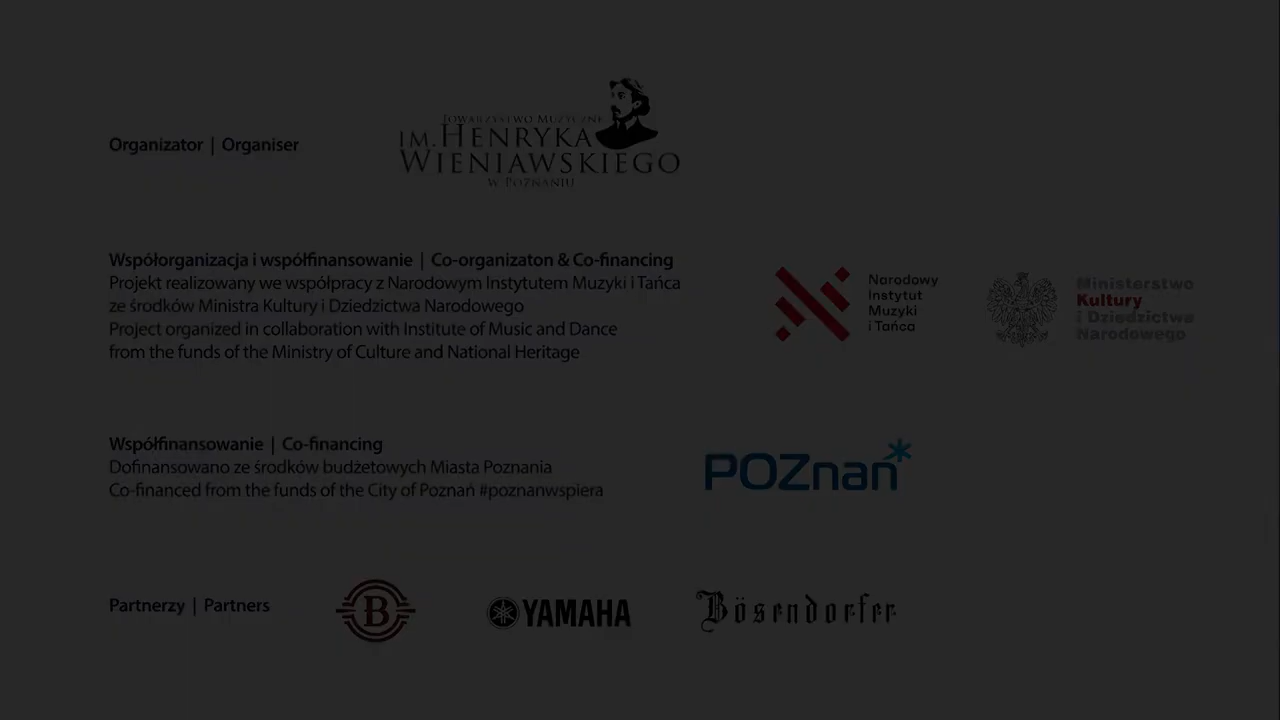 Organizator | Organiser
Towarzystwo Muzyczne
im. Henryka
Wieniawskiego
w Poznaniu
Współorganizacja i współfinansowanie | Co-organizaton & Co-financing
Projekt realizowany we współpracy z Narodowym Instytutem Muzyki i Tańca
ze środków Ministra Kultury i Dziedzictwa Narodowego
Project organized in collaboration with Institute of Music and Dance
from the funds of the Ministry of Culture and National Heritage
Narodowy
Instytut
Muzyki
i Tańca
Ministerstwo
Kultury
i Dziedzictwa
Narodowego
Współfinansowanie | Co-financing
Dofinansowano ze środków budżetowych Miasta Poznania
Co-financed from the funds of the City of Poznań #poznanwspiera
POZnan*
Partnerzy | Partners
B
YAMAHA
Bösendorfer